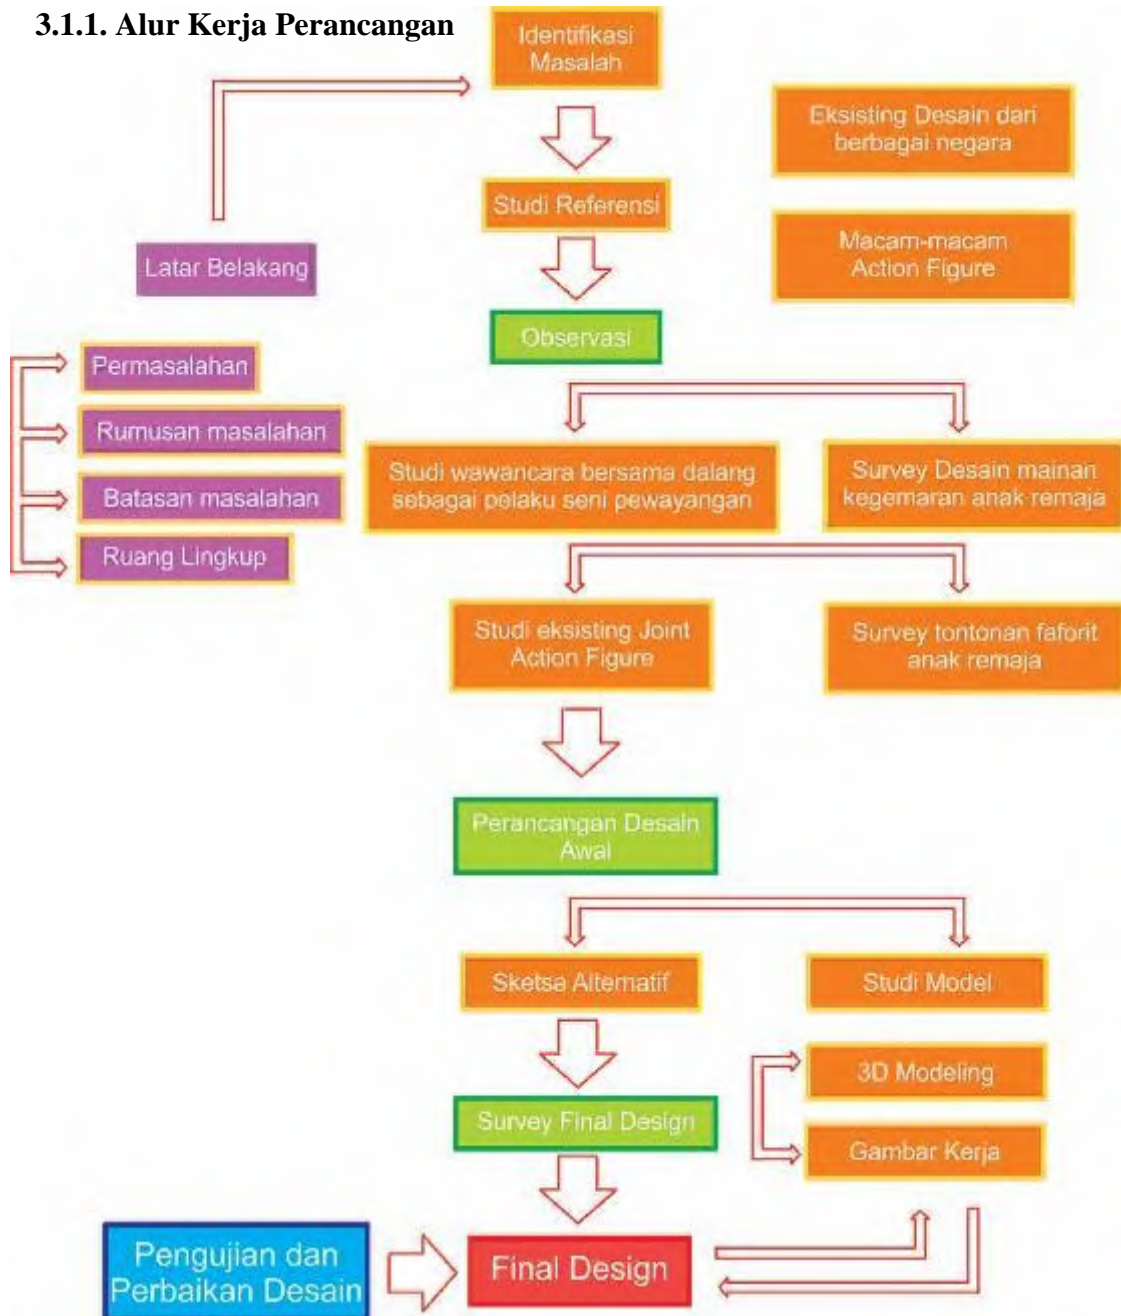 3.1.1. Alur Kerja Perancangan
Identifikasi
Masalah
Eksisting Desain dari
berbagai negara
Studi Referensi
Macam-macam
Action Figure
Latar Belakang
Observasi
Permasalahan
Rumusan masalahan
Batasan masalahan
Ruang Lingkup
Studi wawancara bersama dalang
sebagai pelaku seni pewayangan
Survey Desain mainan
kegemaran anak remaja
Studi eksisting Joint
Action Figure
Survey tontonan faforit
anak remaja
Perancangan Desain
Awal
Sketsa Alternatif
Studi Model
3D Modeling
Survey Final Design
Gambar Kerja
Pengujian dan
Perbaikan Desain
Final Design